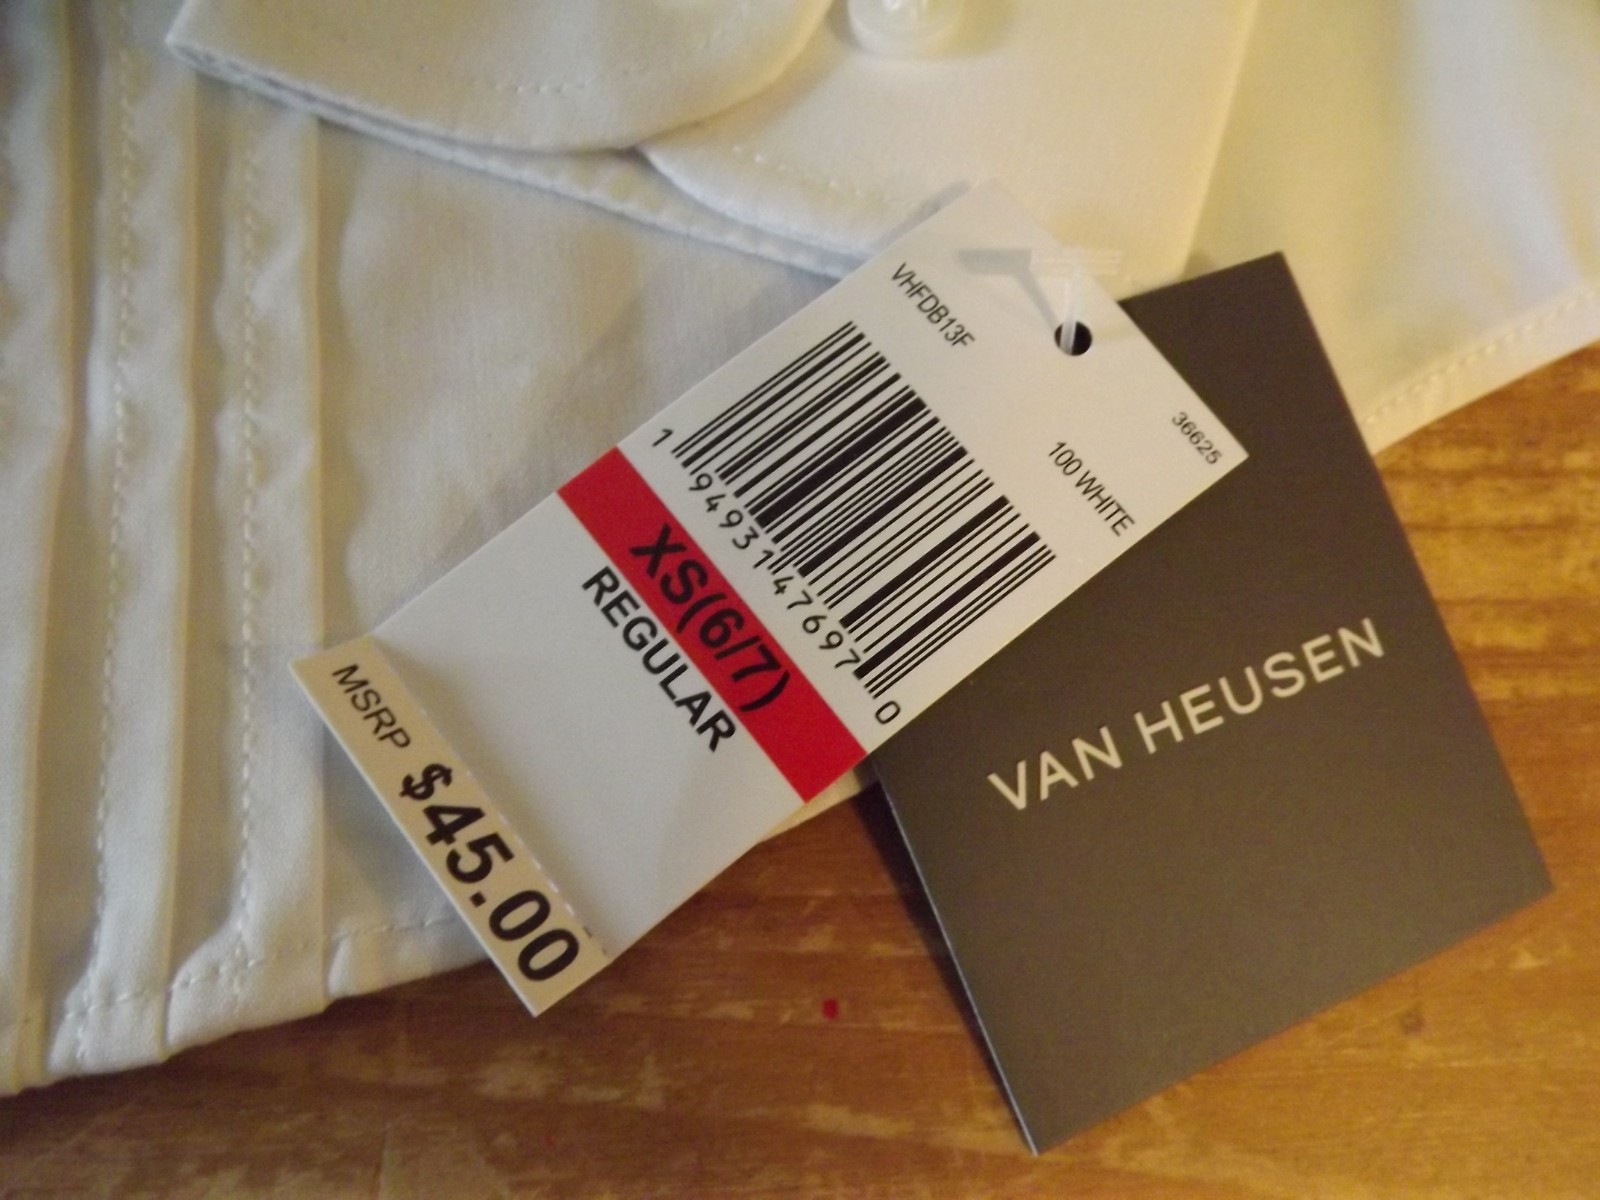 VHFDB13F
36625
100 WHITE
1 94931 47697 0
XS(6/7)
REGULAR
MSRP $45.00
VAN HEUSEN